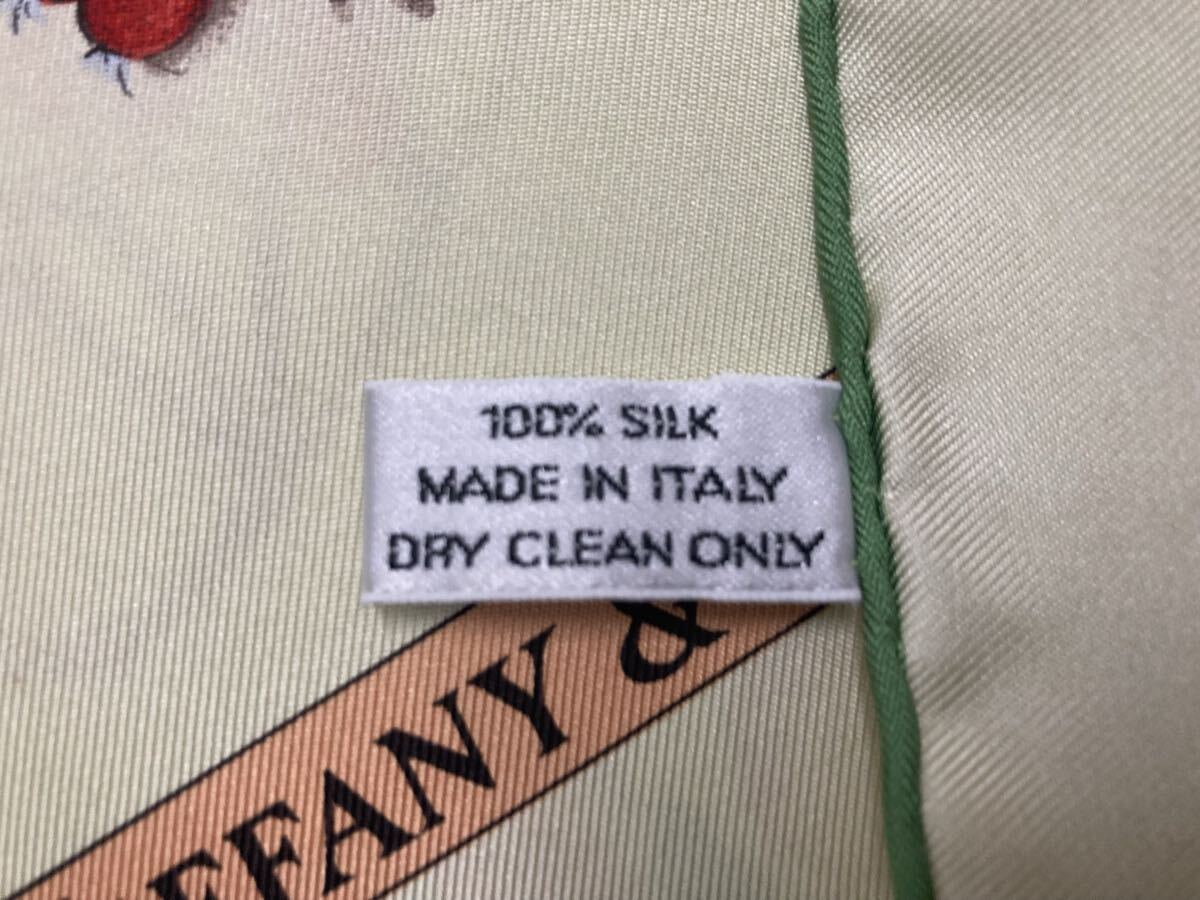 100% SILK
MADE IN ITALY
DRY CLEAN ONLY
FFANY &